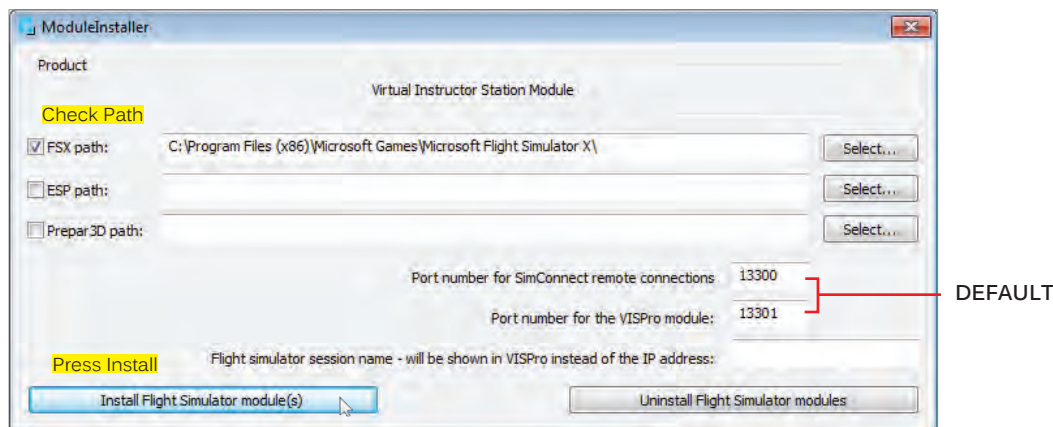 ModuleInstaller
Product
Virtual Instructor Station Module
Check Path
FSX path: C:\Program Files (x86)\Microsoft Games\Microsoft Flight Simulator X\ Select...
ESP path: Select...
Prepar3D path: Select...
Port number for SimConnect remote connections 13300
DEFAULT
Port number for the VISPro module: 13301
Flight simulator session name - will be shown in VISPro instead of the IP address:
Press Install
Install Flight Simulator module(s) Uninstall Flight Simulator modules